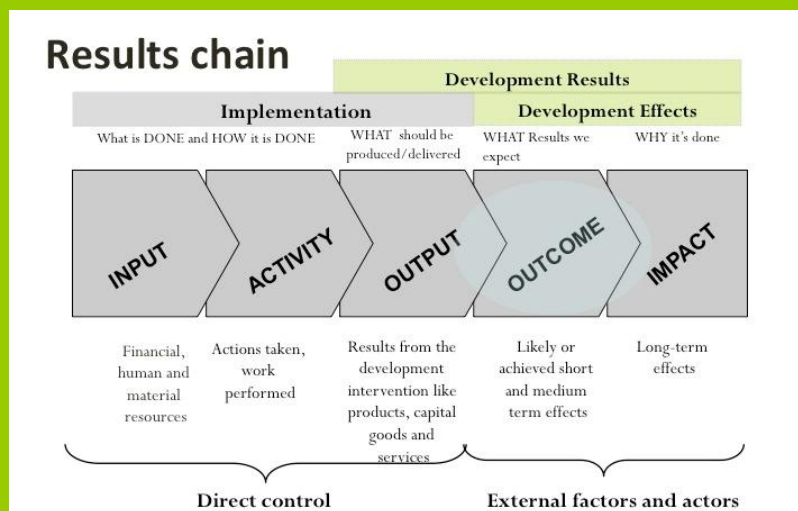 Results chain
Development Results
Implementation
Development Effects
What is DONE and HOW it is DONE
WHAT should be
produced/delivered
WHAT Results we
expect
WHY it's done
INPUT
ACTIVITY
OUTPUT
OUTCOME
IMPACT
Financial,
human and
material
resources
Actions taken,
work
performed
Results from the
development
intervention like
products, capital
goods and
services
Likely or
achieved short
and medium
term effects
Long-term
effects
Direct control
External factors and actors